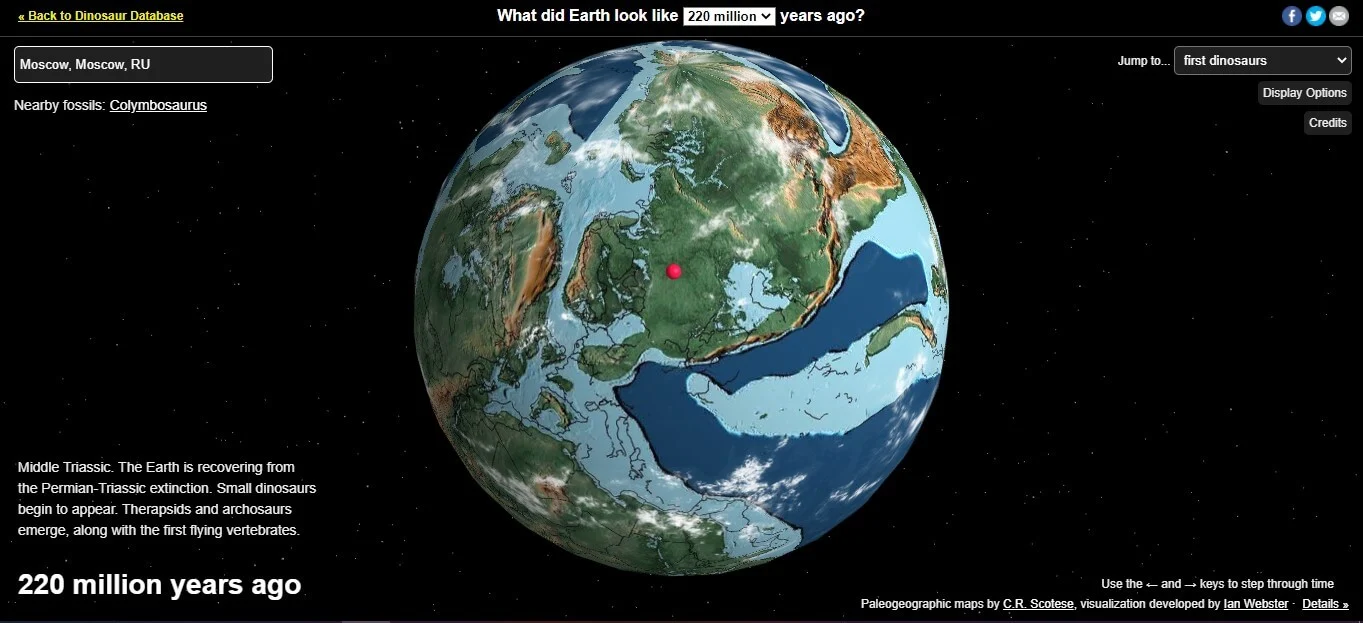 « Back to Dinosaur Database
What did Earth look like 220 million years ago?
Moscow, Moscow, RU
Nearby fossils: Colymbosaurus
Jump to... first dinosaurs
Display Options
Credits
Middle Triassic. The Earth is recovering from
the Permian-Triassic extinction. Small dinosaurs
begin to appear. Therapsids and archosaurs
emerge, along with the first flying vertebrates.
220 million years ago
Use the ← and → keys to step through time
Paleogeographic maps by C.R. Scotese, visualization developed by Ian Webster · Details »